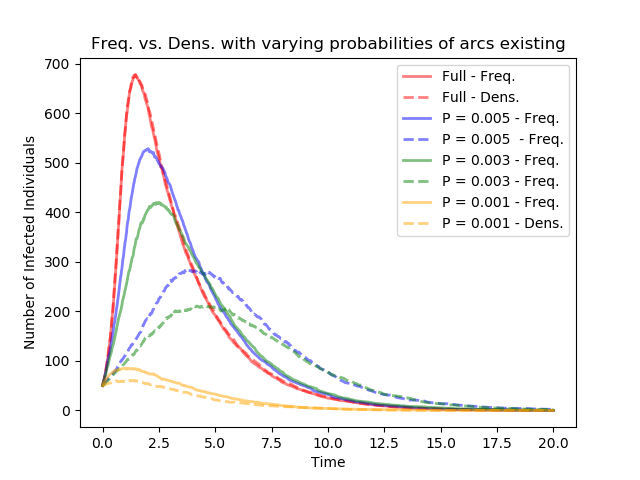 Freq. vs. Dens. with varying probabilities of arcs existing
700
600
500
400
300
200
100
0
Number of Infected Individuals
Full - Freq.
Full - Dens.
P = 0.005 - Freq.
P = 0.005  - Freq.
P = 0.003 - Freq.
P = 0.003 - Freq.
P = 0.001 - Freq.
P = 0.001 - Dens.
0.0 2.5 5.0 7.5 10.0 12.5 15.0 17.5 20.0
Time